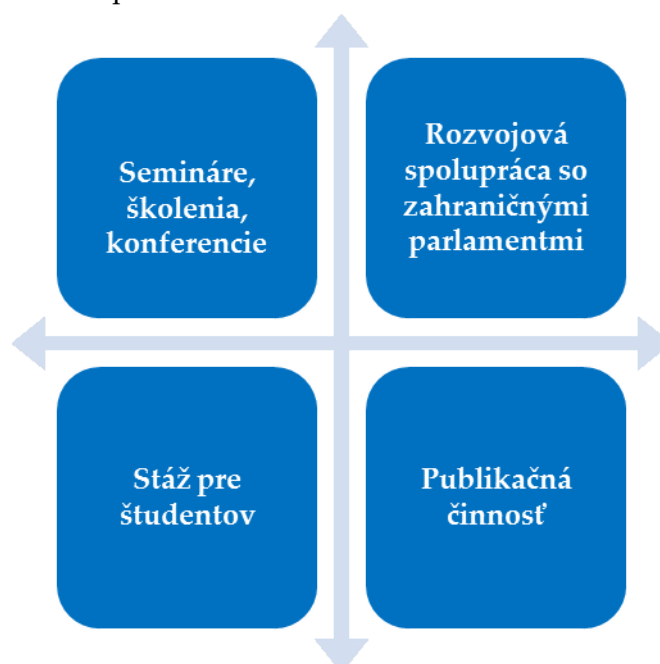 Semináre,
školenia,
konferencie
Rozvojová
spolupráca so
zahraničnými
parlamentmi
Stáž pre
študentov
Publikačná
činnosť